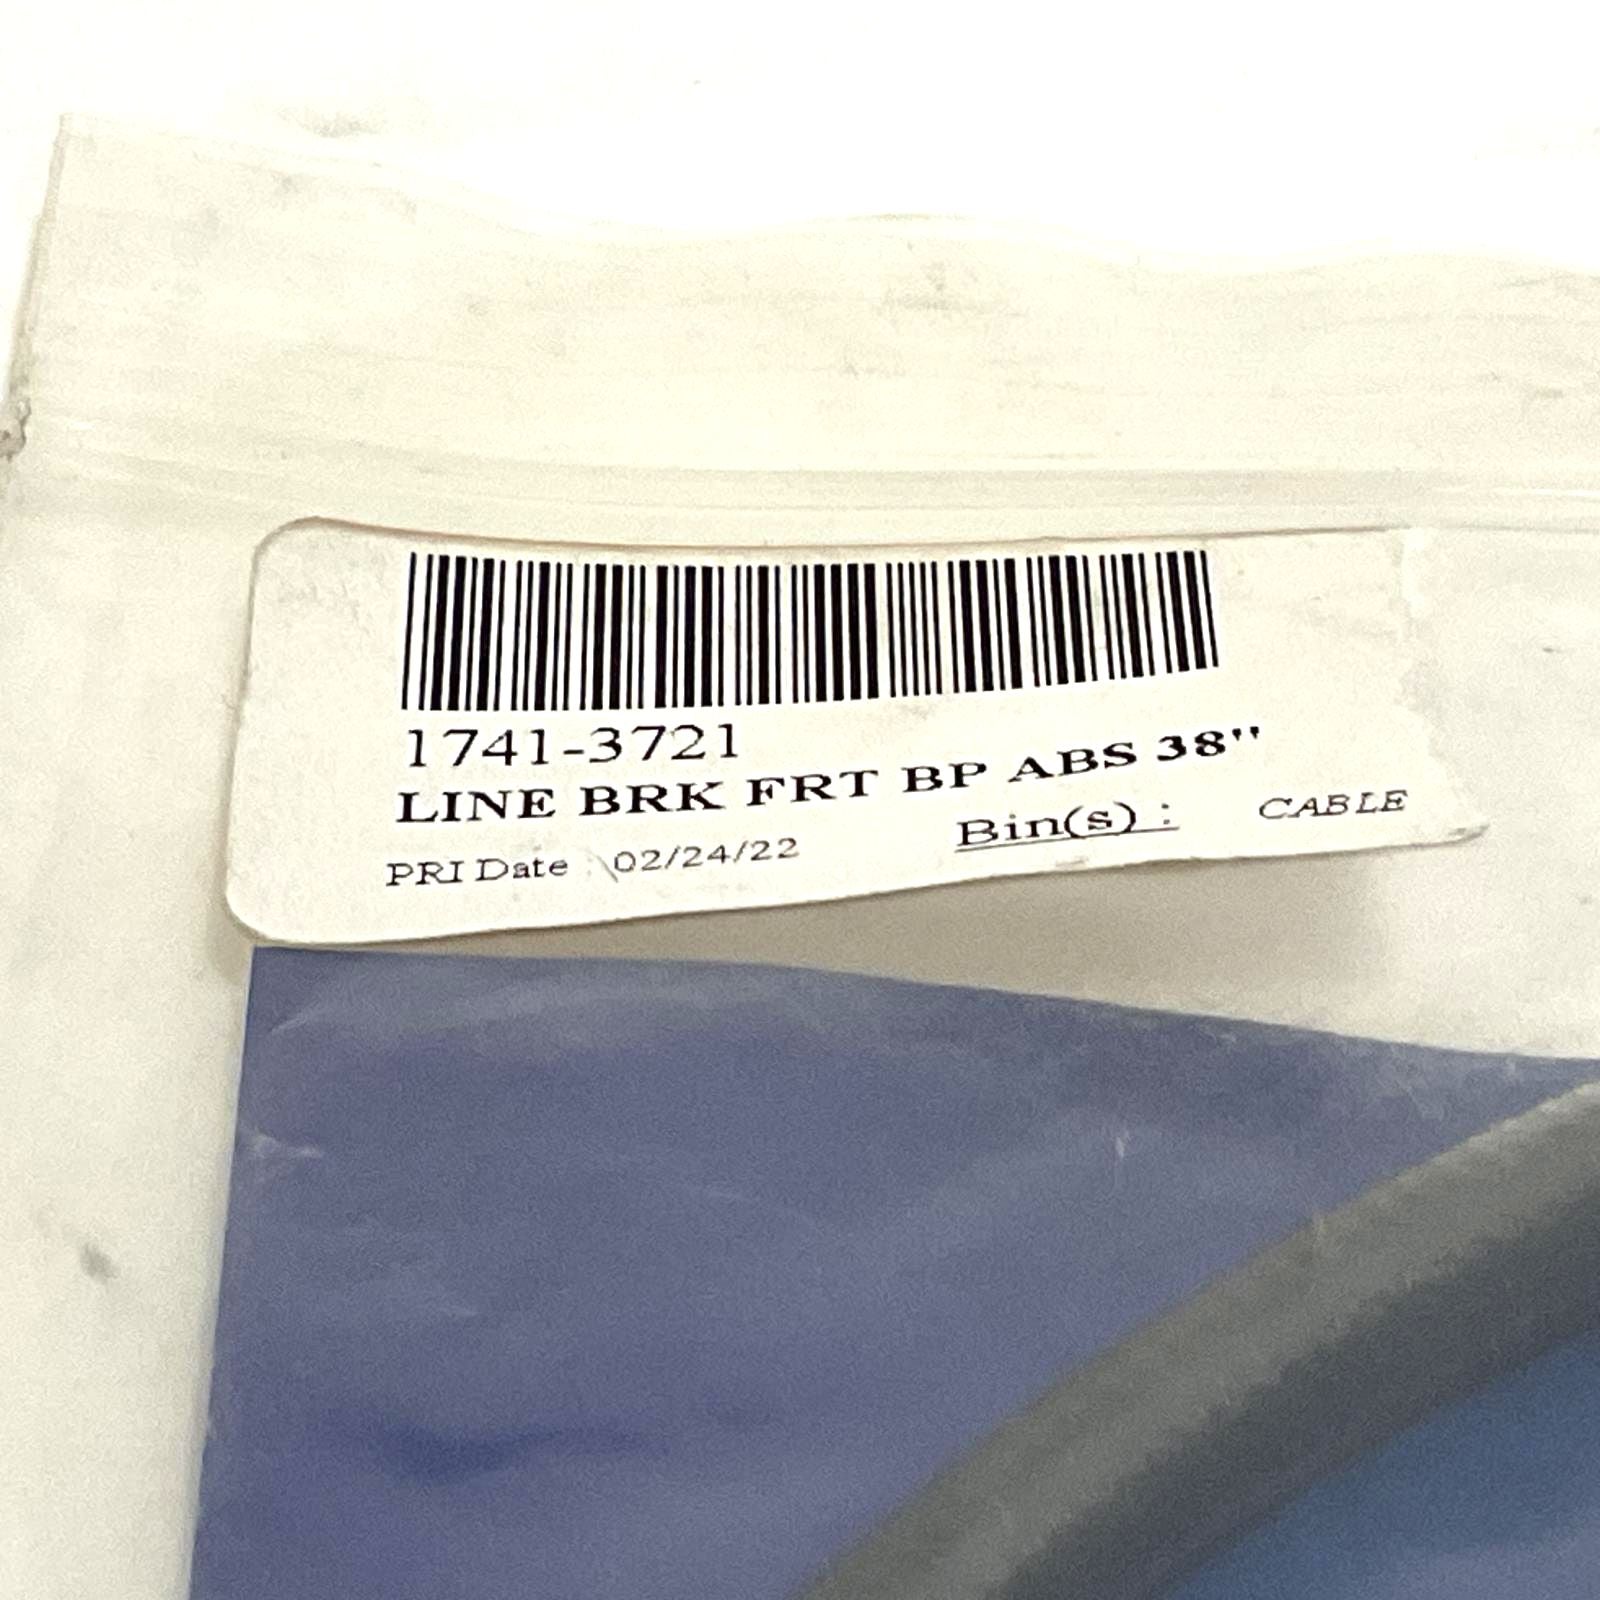 1741-3721
LINE BRK FRT BP ABS 38"
PRI Date : 02/24/22 Bin(s) : CABLE